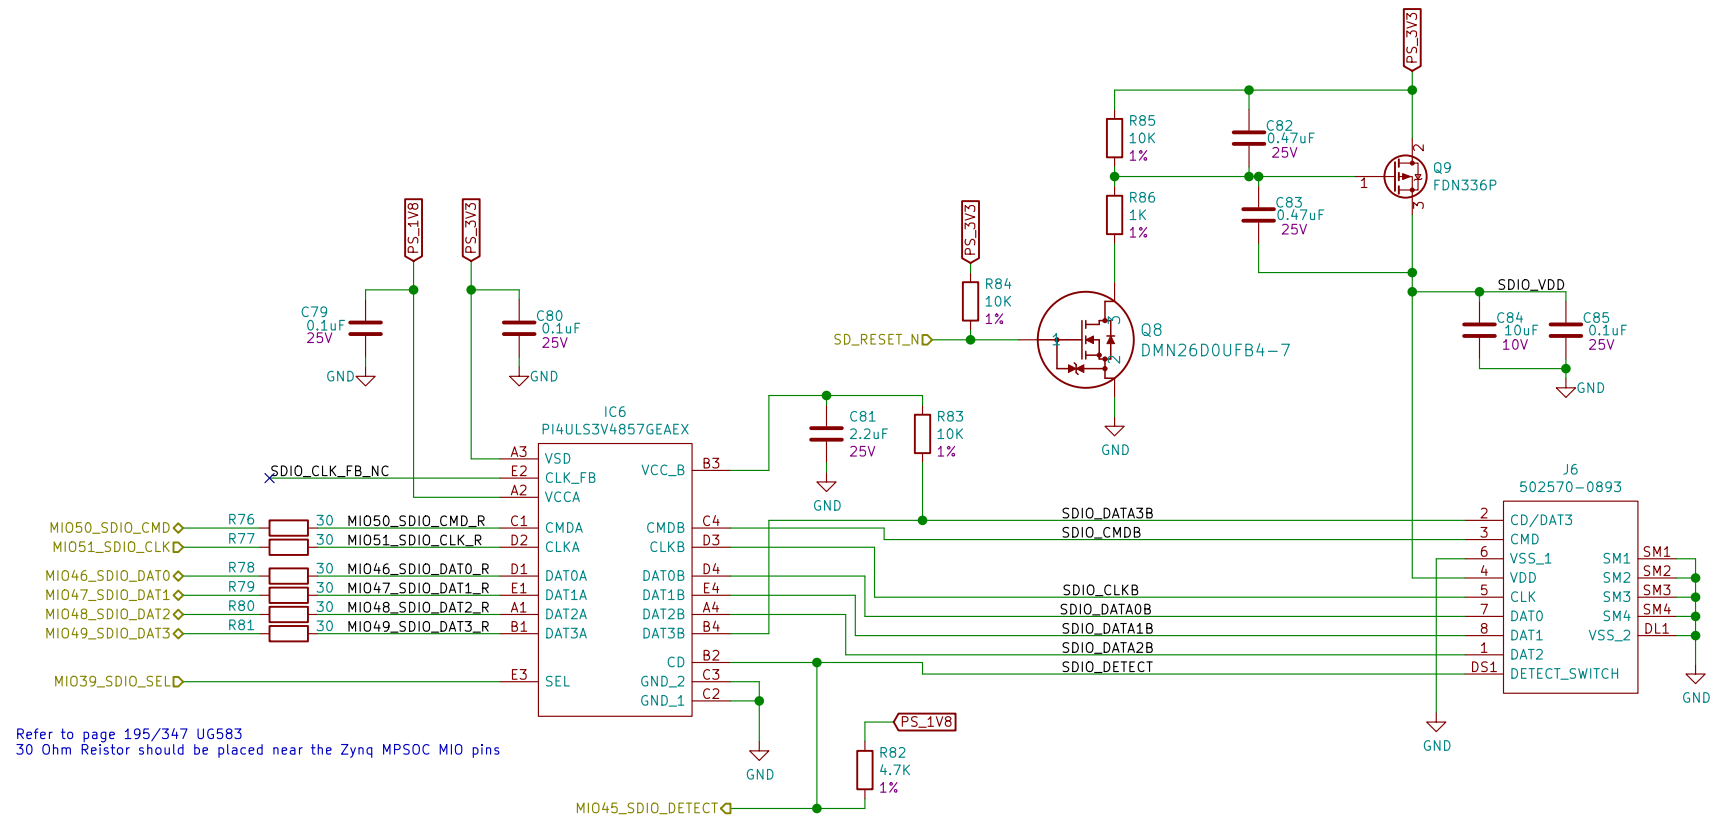 PS_3V3
R85
10K
1%
C82
0.47uF
25V
2
Q9
FDN336P
1
3
R86
1K
1%
C83
0.47uF
25V
PS_1V8
PS_3V3
PS_3V3
R84
10K
1%
SD_RESET_N
1
3
2
Q8
DMN26D0UFB4-7
GND
SDIO_VDD
C84
10uF
10V
C85
0.1uF
25V
GND
C79
0.1uF
25V
GND
C80
0.1uF
25V
GND
C81
2.2uF
25V
GND
R83
10K
1%
IC6
PI4ULS3V4857GEAEX
A3 VSD
E2 CLK_FB
A2 VCCA
C1 CMDA
D2 CLKA
D1 DAT0A
E1 DAT1A
A1 DAT2A
B1 DAT3A
E3 SEL
VCC_B B3
CMDB C4
CLKB D3
DAT0B D4
DAT1B E4
DAT2B A4
DAT3B B4
CD B2
GND_2 C3
GND_1 C2
SDIO_CLK_FB_NC
MIO50_SDIO_CMD R76 30 MIO50_SDIO_CMD_R
MIO51_SDIO_CLK R77 30 MIO51_SDIO_CLK_R
MIO46_SDIO_DAT0 R78 30 MIO46_SDIO_DAT0_R
MIO47_SDIO_DAT1 R79 30 MIO47_SDIO_DAT1_R
MIO48_SDIO_DAT2 R80 30 MIO48_SDIO_DAT2_R
MIO49_SDIO_DAT3 R81 30 MIO49_SDIO_DAT3_R
MIO39_SDIO_SEL
SDIO_DATA3B
SDIO_CMDB
SDIO_CLKB
SDIO_DATA0B
SDIO_DATA1B
SDIO_DATA2B
SDIO_DETECT
J6
502570-0893
2 CD/DAT3
3 CMD
6 VSS_1
4 VDD
5 CLK
7 DAT0
8 DAT1
1 DAT2
DS1 DETECT_SWITCH
SM1 SM1
SM2 SM2
SM3 SM3
SM4 SM4
VSS_2 DL1
GND
GND
GND
PS_1V8
R82
4.7K
1%
MIO45_SDIO_DETECT
Refer to page 195/347 UG583
30 Ohm Reistor should be placed near the Zynq MPSOC MIO pins